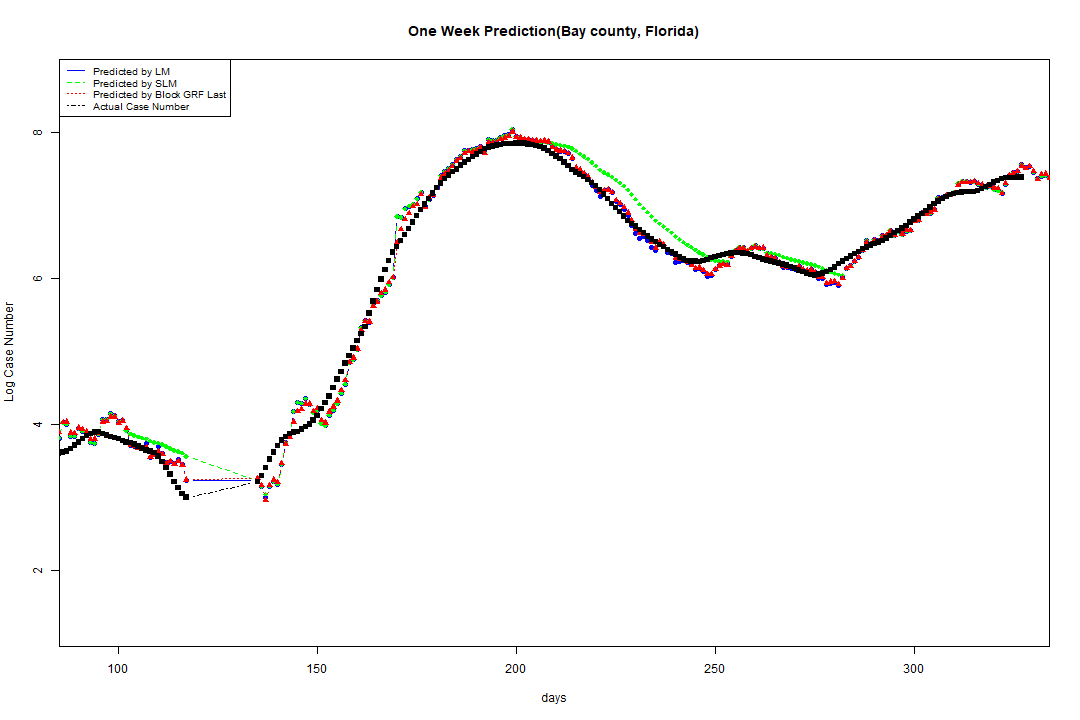 One Week Prediction(Bay county, Florida)
Predicted by LM
Predicted by SLM
Predicted by Block GRF Last
Actual Case Number
8
6
4
2
Log Case Number
100 150 200 250 300
days